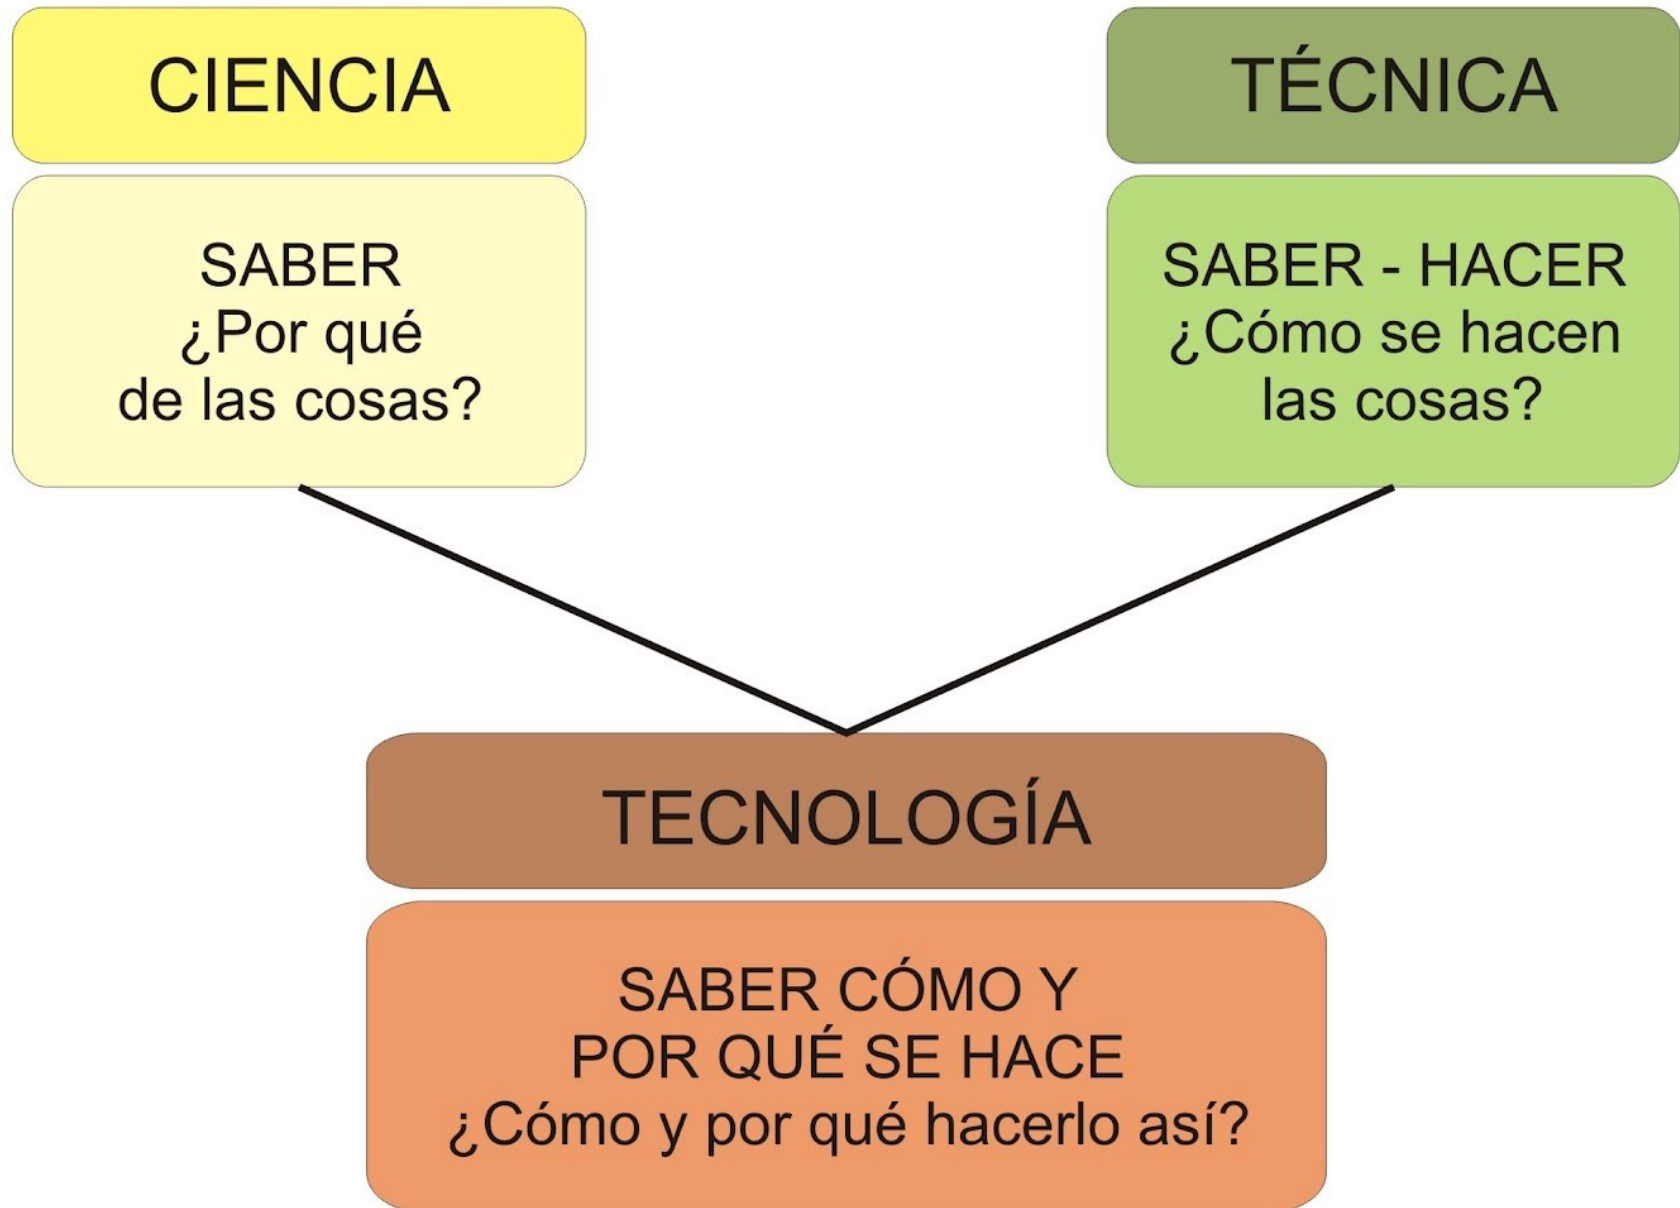 CIENCIA
SABER
¿Por qué
de las cosas?
TÉCNICA
SABER - HACER
¿Cómo se hacen
las cosas?
TECNOLOGÍA
SABER CÓMO Y
POR QUÉ SE HACE
¿Cómo y por qué hacerlo así?